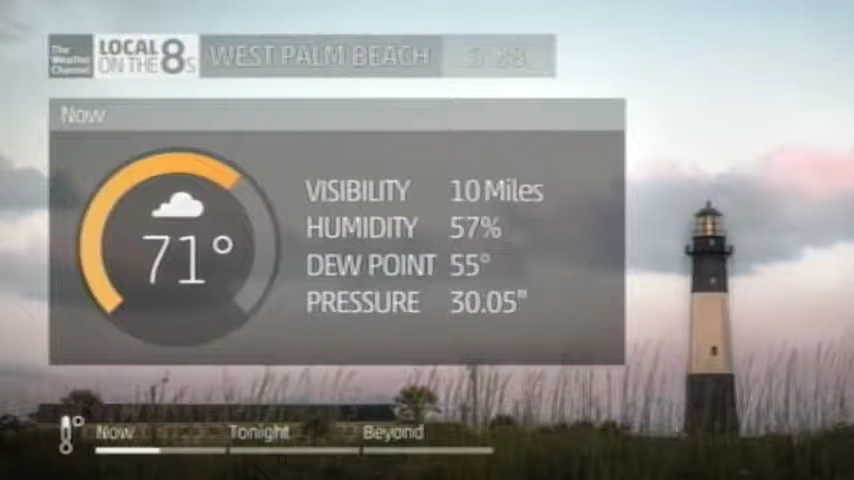 The Weather Channel
LOCAL ON THE 8s
WEST PALM BEACH
Now
71°
VISIBILITY 10 Miles
HUMIDITY 57%
DEW POINT 55°
PRESSURE 30.05"
Now Tonight Beyond